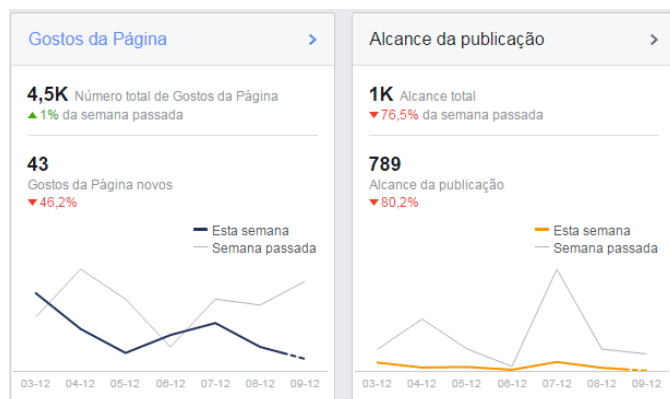 Gostos da Página
4,5K Número total de Gostos da Página
1% da semana passada
43
Gostos da Página novos
46,2%
Esta semana
Semana passada
03-12 04-12 05-12 06-12 07-12 08-12 09-12
Alcance da publicação
1K Alcance total
76,5% da semana passada
789
Alcance da publicação
80,2%
Esta semana
Semana passada
03-12 04-12 05-12 06-12 07-12 08-12 09-12